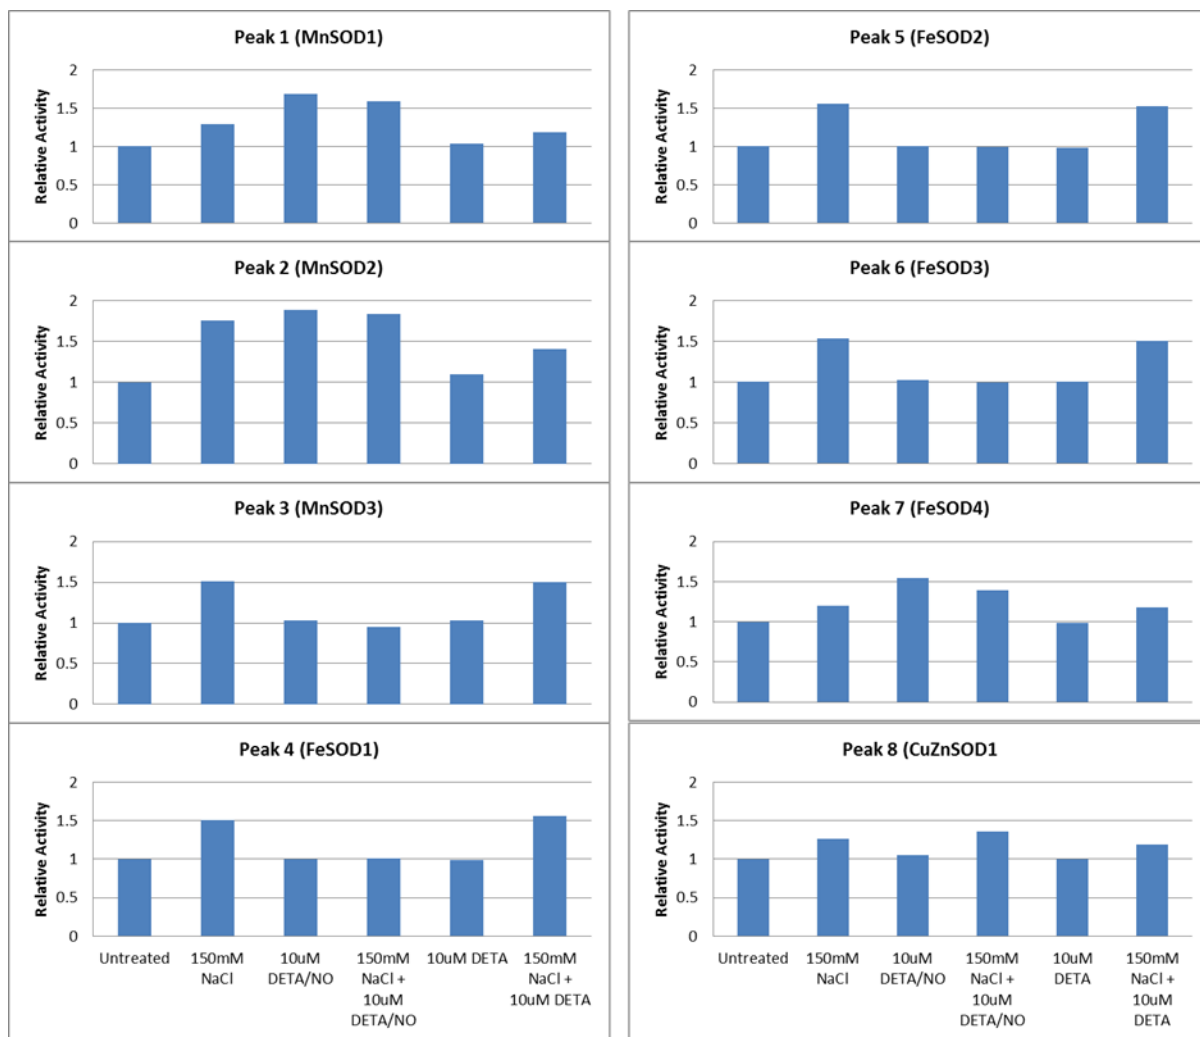 Peak 1 (MnSOD1)
2
1.5
1
0.5
0
Relative Activity
Peak 2 (MnSOD2)
2
1.5
1
0.5
0
Relative Activity
Peak 3 (MnSOD3)
2
1.5
1
0.5
0
Relative Activity
Peak 4 (FeSOD1)
2
1.5
1
0.5
0
Relative Activity
Untreated
150mM
NaCl
10uM
DETA/NO
150mM
NaCl +
10uM
DETA/NO
10uM DETA
150mM
NaCl +
10uM DETA
Peak 5 (FeSOD2)
2
1.5
1
0.5
0
Relative Activity
Peak 6 (FeSOD3)
2
1.5
1
0.5
0
Relative Activity
Peak 7 (FeSOD4)
2
1.5
1
0.5
0
Relative Activity
Peak 8 (CuZnSOD1
2
1.5
1
0.5
0
Relative Activity
Untreated
150mM
NaCl
10uM
DETA/NO
150mM
NaCl +
10uM
DETA/NO
10uM
DETA
150mM
NaCl +
10uM
DETA